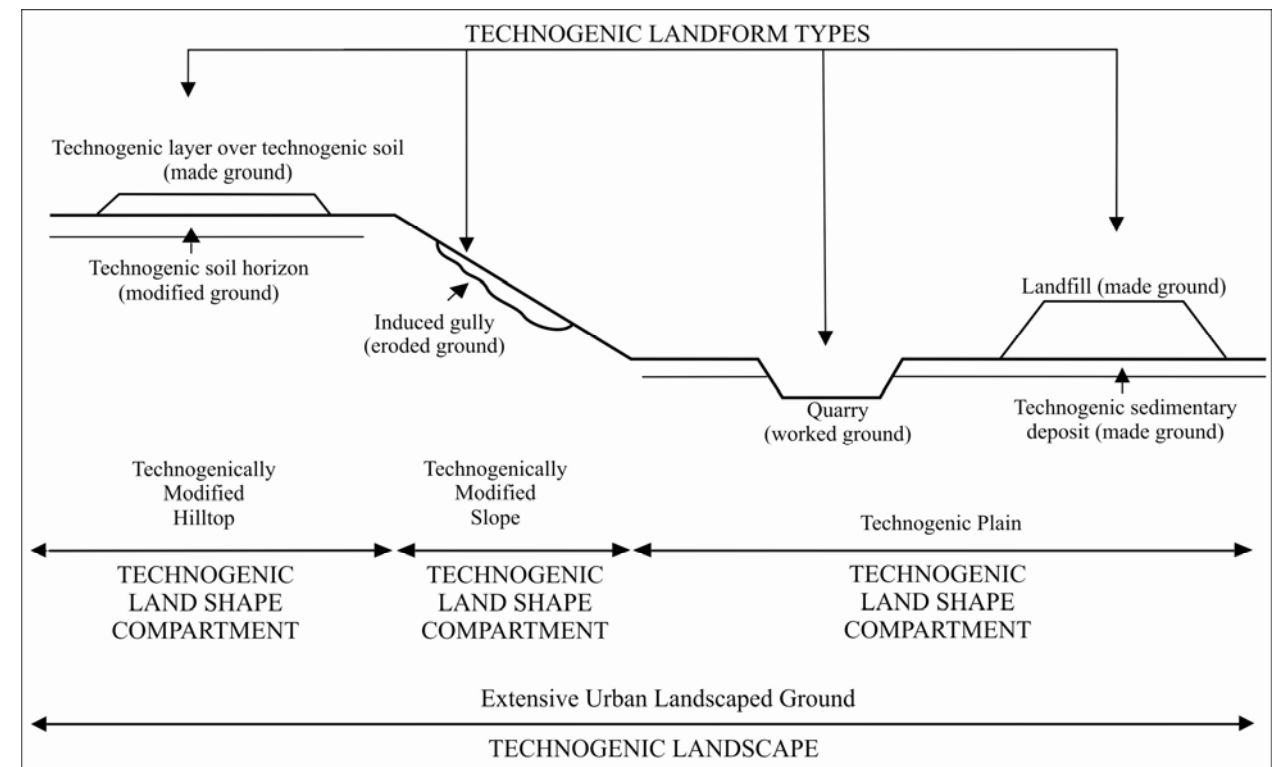 TECHNOGENIC LANDFORM TYPES
Technogenic layer over technogenic soil
(made ground)
Technogenic soil horizon
(modified ground)
Induced gully
(eroded ground)
Landfill (made ground)
Quarry
(worked ground)
Technogenic sedimentary
deposit (made ground)
Technogenically
Modified
Hilltop
Technogenically
Modified
Slope
Technogenic Plain
TECHNOGENIC
LAND SHAPE
COMPARTMENT
TECHNOGENIC
LAND SHAPE
COMPARTMENT
TECHNOGENIC
LAND SHAPE
COMPARTMENT
Extensive Urban Landscaped Ground
TECHNOGENIC LANDSCAPE